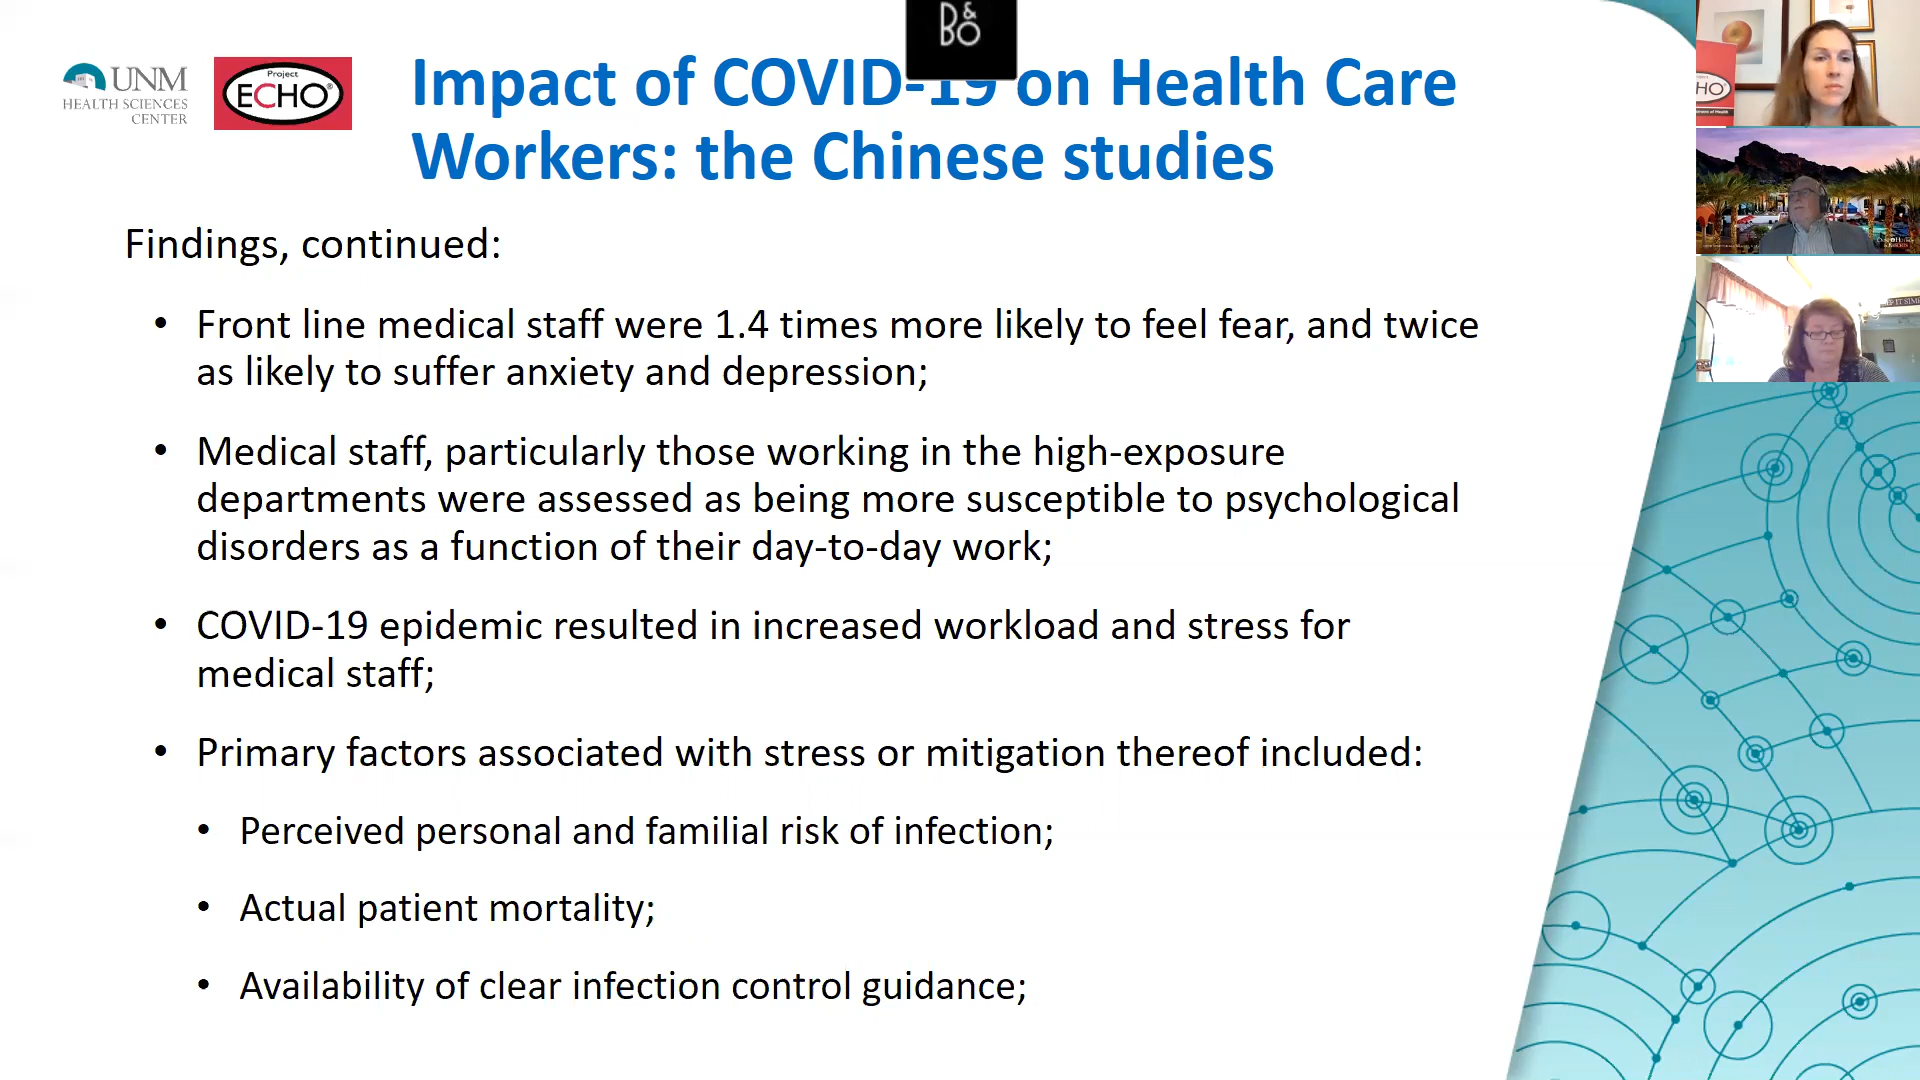 B&O
UNM
HEALTH SCIENCES
CENTER
Project
ECHO®
Impact of COVID-19 on Health Care
Workers: the Chinese studies
Findings, continued:
• Front line medical staff were 1.4 times more likely to feel fear, and twice
as likely to suffer anxiety and depression;
• Medical staff, particularly those working in the high-exposure
departments were assessed as being more susceptible to psychological
disorders as a function of their day-to-day work;
• COVID-19 epidemic resulted in increased workload and stress for
medical staff;
• Primary factors associated with stress or mitigation thereof included:
• Perceived personal and familial risk of infection;
• Actual patient mortality;
• Availability of clear infection control guidance;
HO